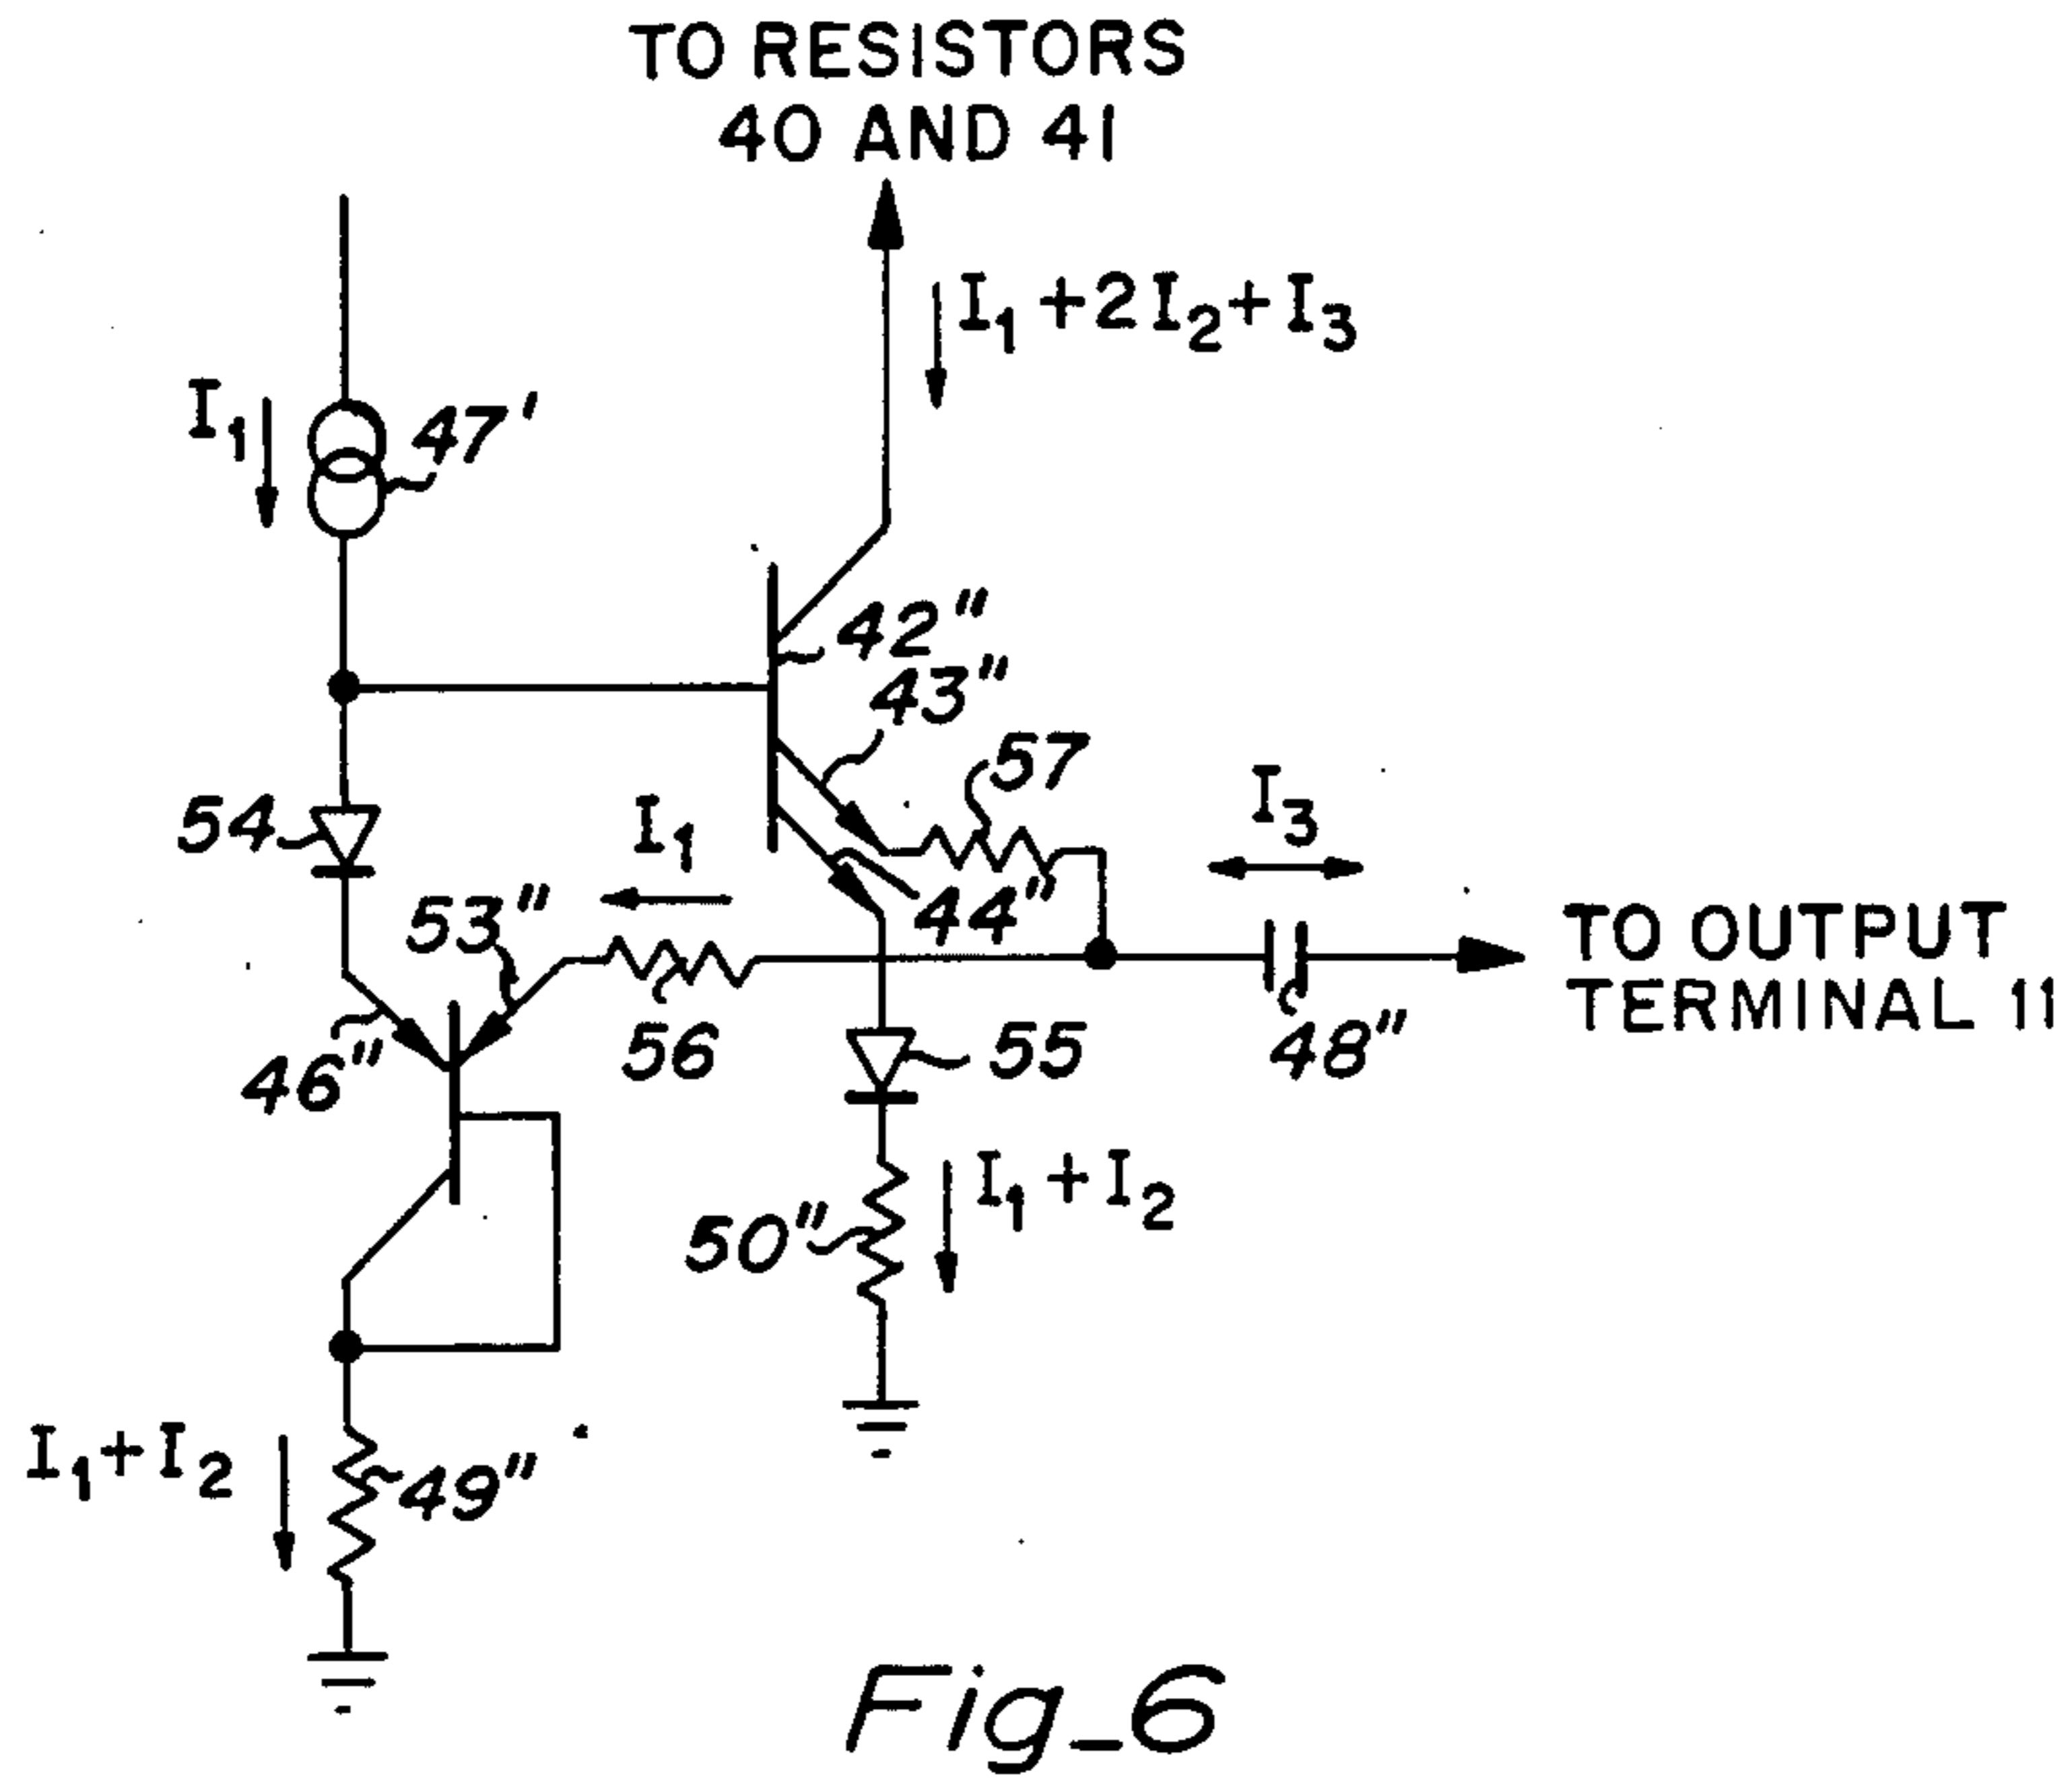 TO RESISTORS
40 AND 41
I₁ + 2I₂ + I₃
I₁
47'
42"
43"
57
54
I₁
I₃
53"
44"
TO OUTPUT
TERMINAL 11
46"
56
55
48"
50"
I₁ + I₂
I₁ + I₂
49"
Fig_6